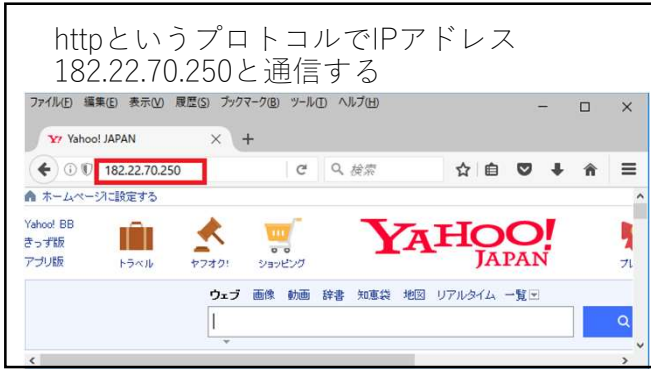 httpというプロトコルでIPアドレス
182.22.70.250と通信する
ファイル(F) 編集(E) 表示(V) 履歴(S) ブックマーク(B) ツール(T) ヘルプ(H)
Yahoo! JAPAN
182.22.70.250
検索
ホームページに設定する
Yahoo! BB
きっず版
アプリ版
トラベル ヤフオク! ショッピング
YAHOO!
JAPAN
プレ
ウェブ 画像 動画 辞書 知恵袋 地図 リアルタイム 一覧